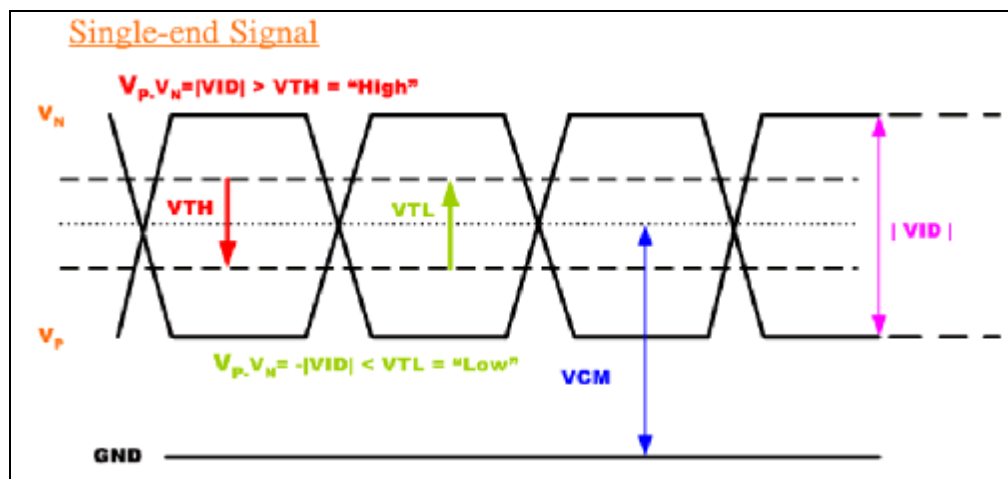 Single-end Signal
VP-VN=|VID| > VTH = “High”
VN
VTH
VTL
| VID |
VP
VP-VN= -|VID| < VTL = “Low”
VCM
GND